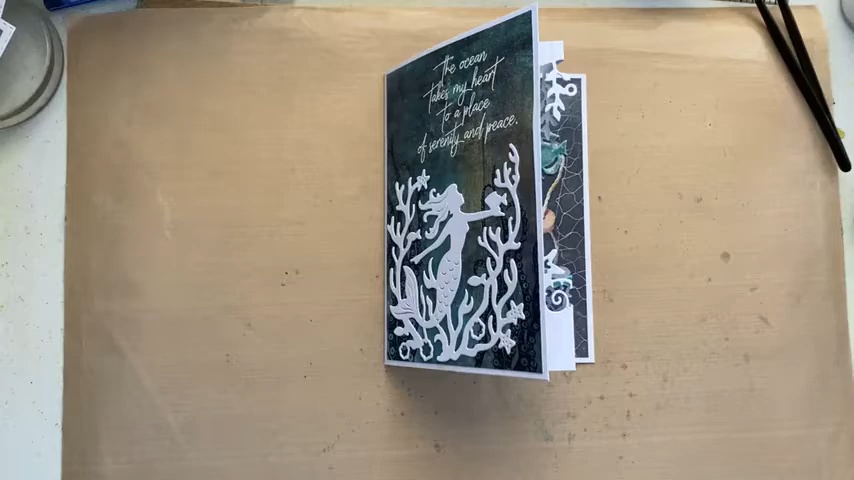 the ocean
takes my heart
to a place
of serenity and peace.